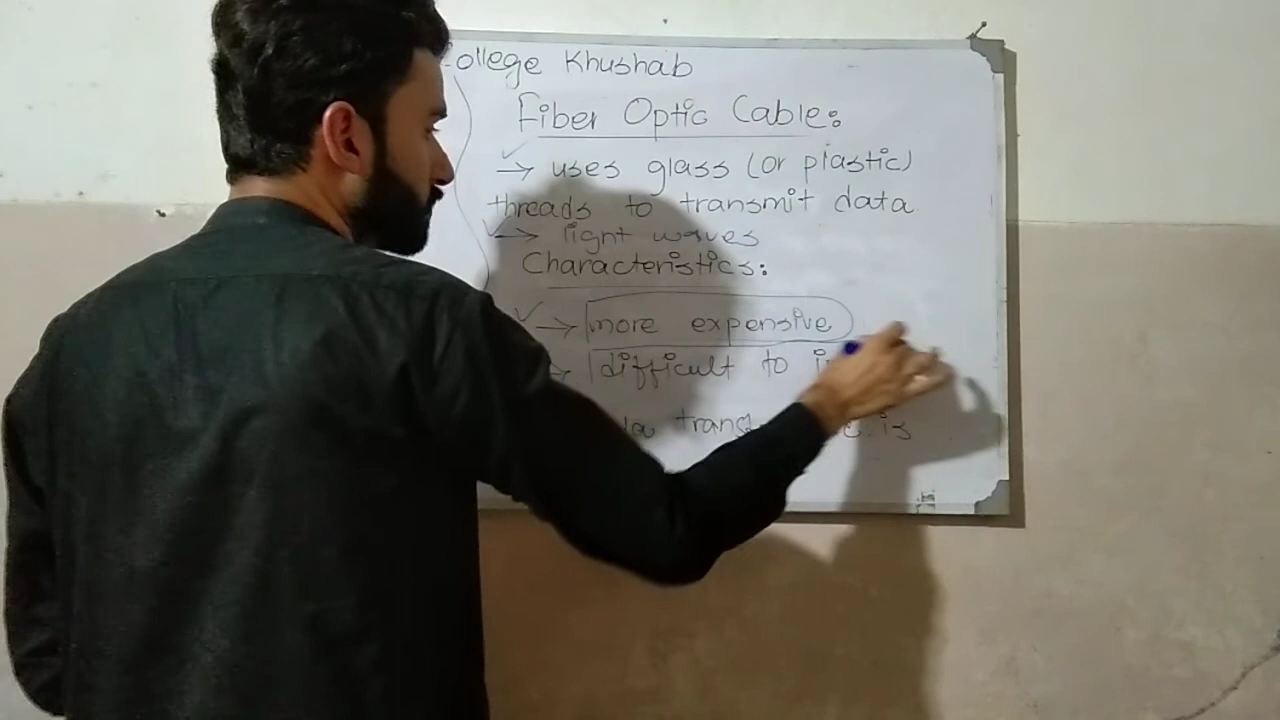 ollege Khushab
Fiber Optic Cable:
→ uses glass (or plastic)
threads to transmit data
→ light waves
Characteristics:
→ more expensive
→ difficult to
is